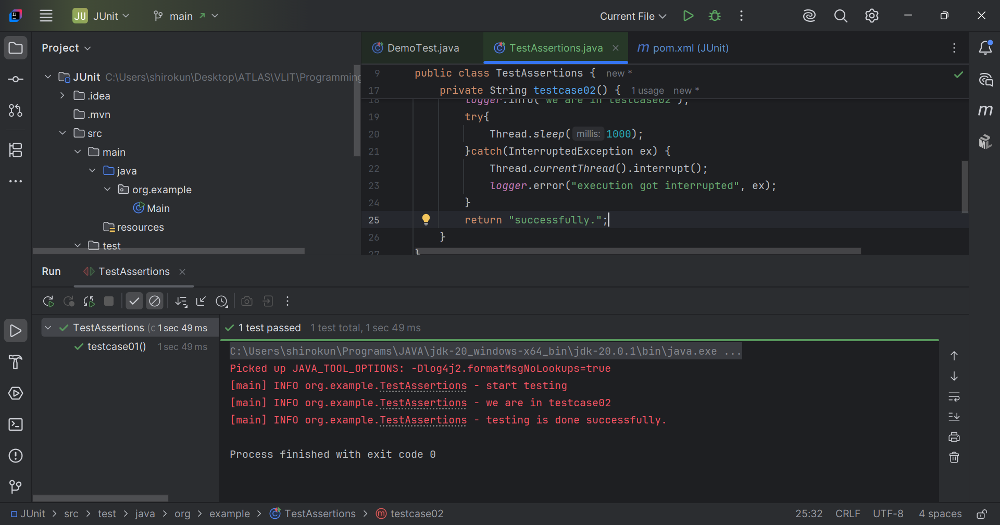 JU JUnit main Current File
Project
DemoTest.java TestAssertions.java m pom.xml (JUnit)
JUnit C:\Users\shirokun\Desktop\ATLAS\VLIT\Programming
.idea
.mvn
src
main
java
org.example
Main
resources
test
9 public class TestAssertions { new *
17 private String testcase02() { 1 usage new *
18 logger.info("we are in testcase02");
19 try{
20 Thread.sleep( millis: 1000);
21 }catch(InterruptedException ex) {
22 Thread.currentThread().interrupt();
23 logger.error("execution got interrupted", ex);
24 }
25 return "successfully.";
26 }
27 }
Run TestAssertions
TestAssertions (c 1 sec 49 ms
testcase01() 1 sec 49 ms
1 test passed 1 test total, 1 sec 49 ms
C:\Users\shirokun\Programs\JAVA\jdk-20_windows-x64_bin\jdk-20.0.1\bin\java.exe ...
Picked up JAVA_TOOL_OPTIONS: -Dlog4j2.formatMsgNoLookups=true
[main] INFO org.example.TestAssertions - start testing
[main] INFO org.example.TestAssertions - we are in testcase02
[main] INFO org.example.TestAssertions - testing is done successfully.
Process finished with exit code 0
JUnit > src > test > java > org > example > TestAssertions > m testcase02
25:32 CRLF UTF-8 4 spaces